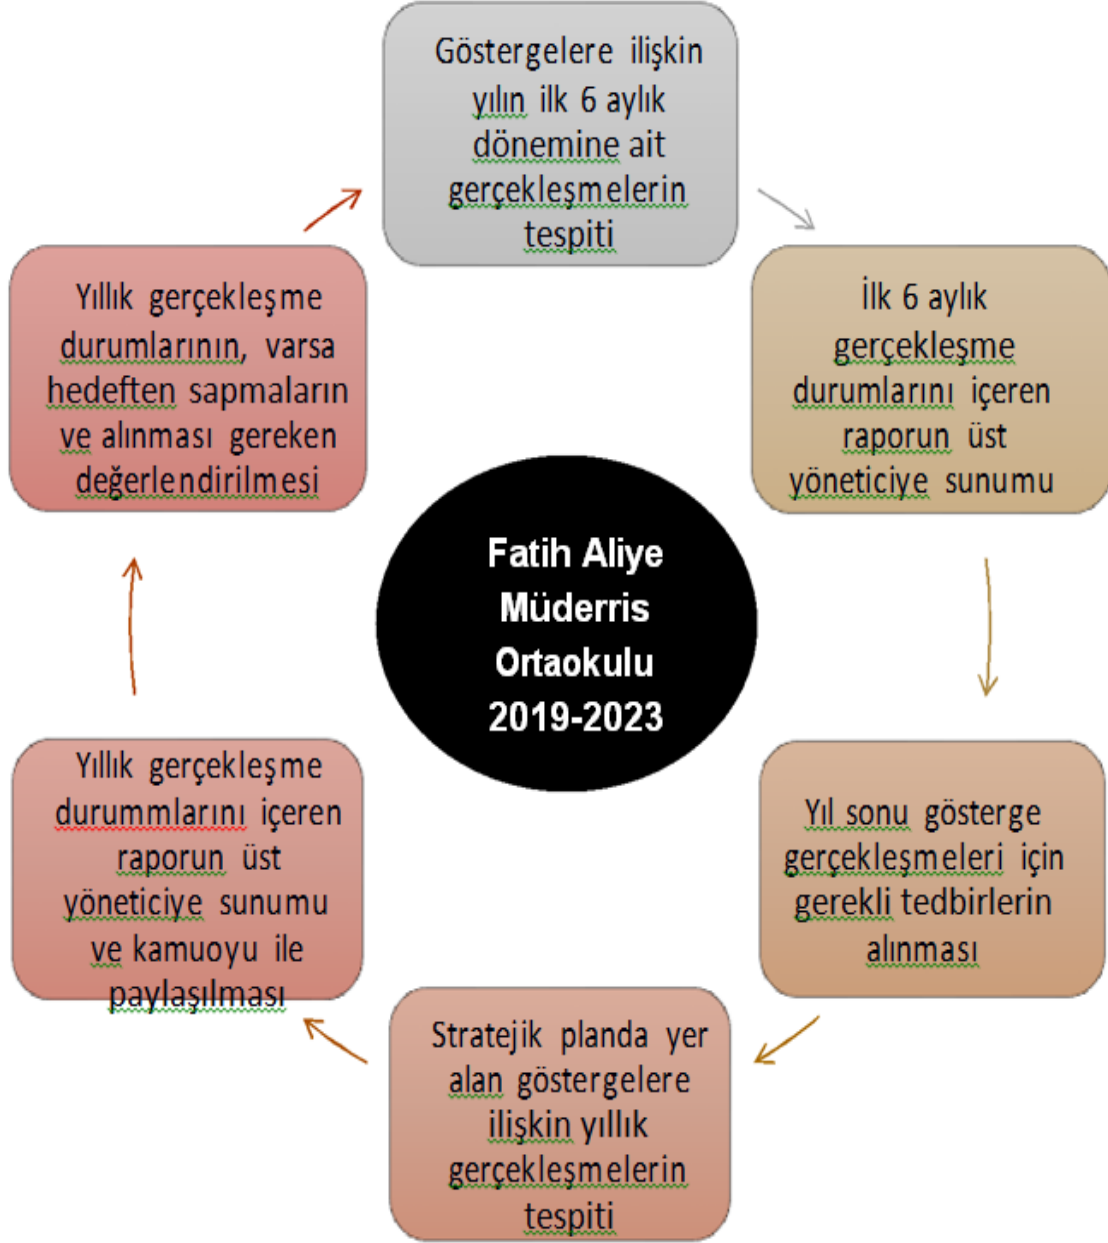 Göstergelere ilişkin
yılın ilk 6 aylık
dönemine ait
gerçekleşmelerin
tespiti
İlk 6 aylık
gerçekleşme
durumlarını içeren
raporun üst
yöneticiye sunumu
Yıl sonu gösterge
gerçekleşmeleri için
gerekli tedbirlerin
alınması
Stratejik planda yer
alan göstergelere
ilişkin yıllık
gerçekleşmelerin
tespiti
Yıllık gerçekleşme
durummlarını içeren
raporun üst
yöneticiye sunumu
ve kamuoyu ile
paylaşılması
Yıllık gerçekleşme
durumlarının, varsa
hedeften sapmaların
ve alınması gereken
değerlendirilmesi
Fatih Aliye
Müderris
Ortaokulu
2019-2023